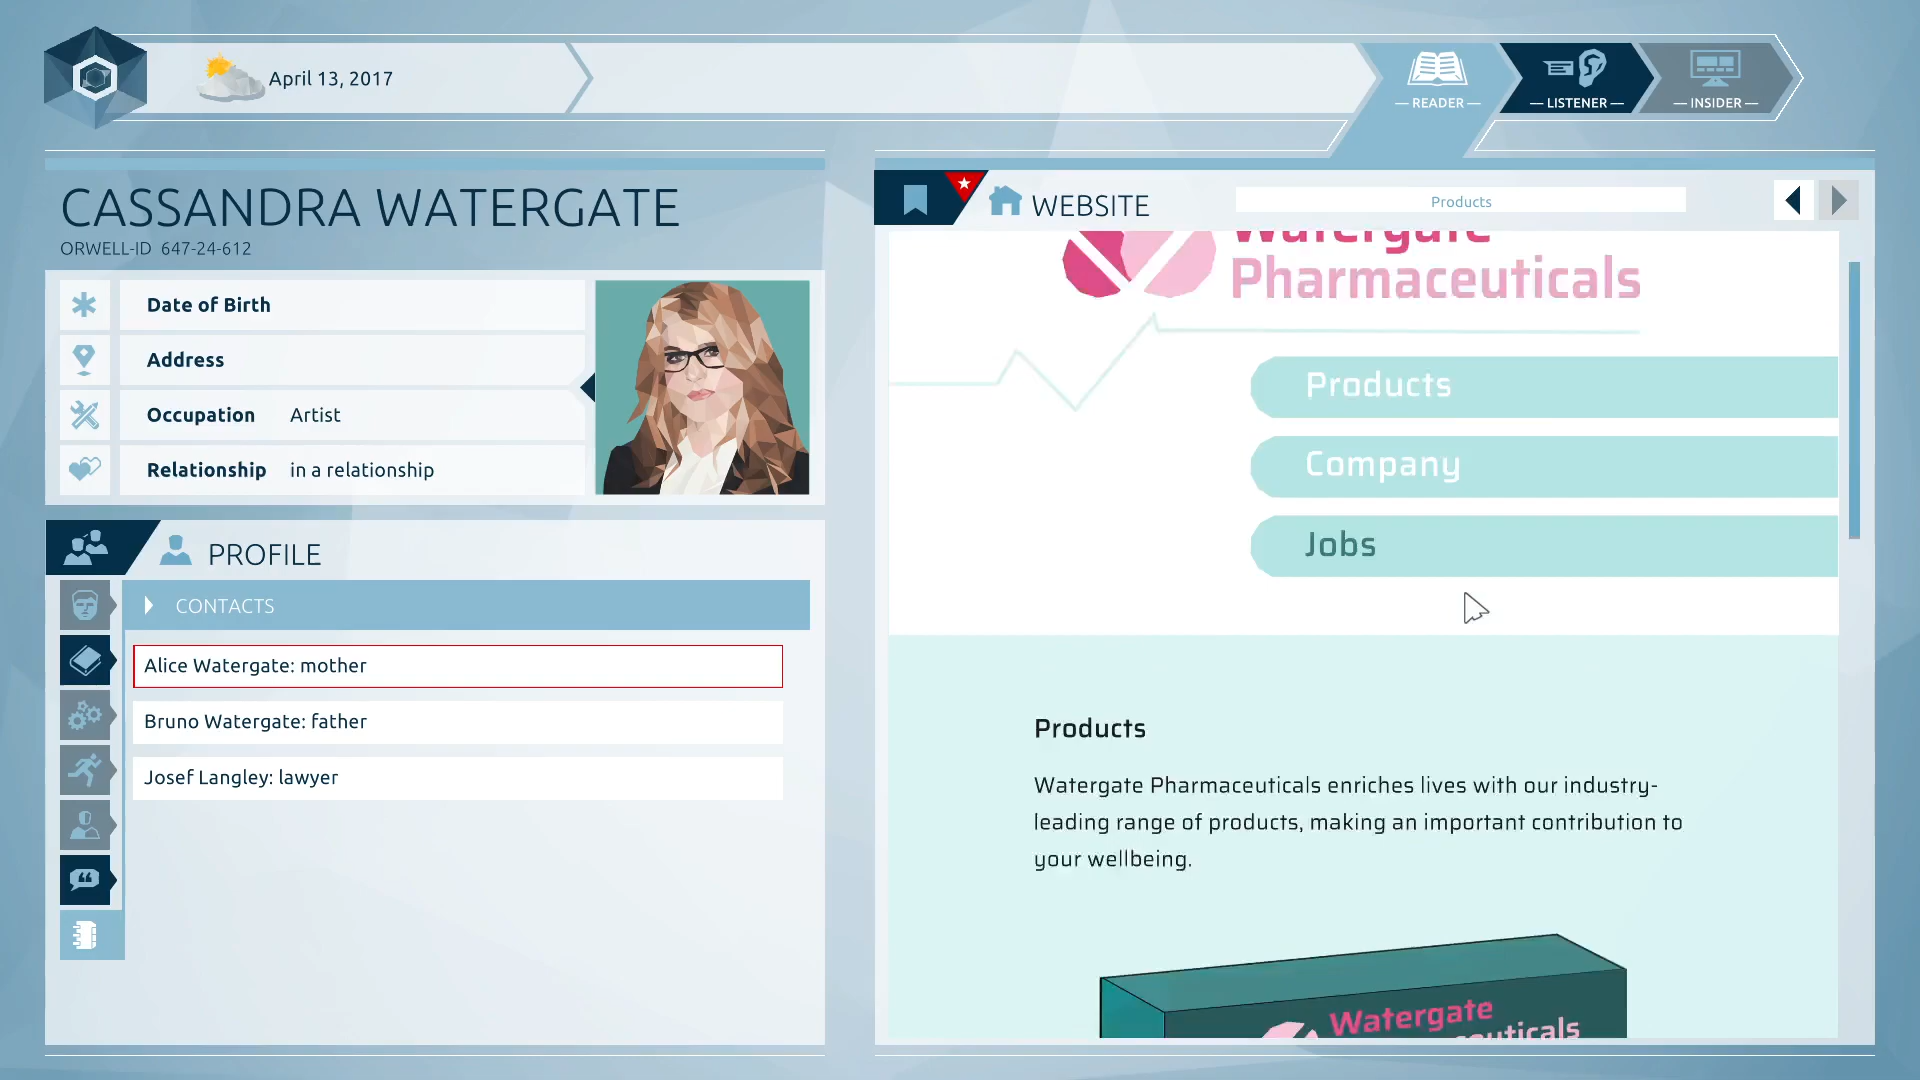 April 13, 2017
— READER —
— LISTENER —
— INSIDER —
CASSANDRA WATERGATE
ORWELL-ID 647-24-612
Date of Birth
Address
Occupation Artist
Relationship in a relationship
PROFILE
CONTACTS
Alice Watergate: mother
Bruno Watergate: father
Josef Langley: lawyer
WEBSITE
Products
Watergate
Pharmaceuticals
Products
Company
Jobs
Products
Watergate Pharmaceuticals enriches lives with our industry-
leading range of products, making an important contribution to
your wellbeing.
Watergate